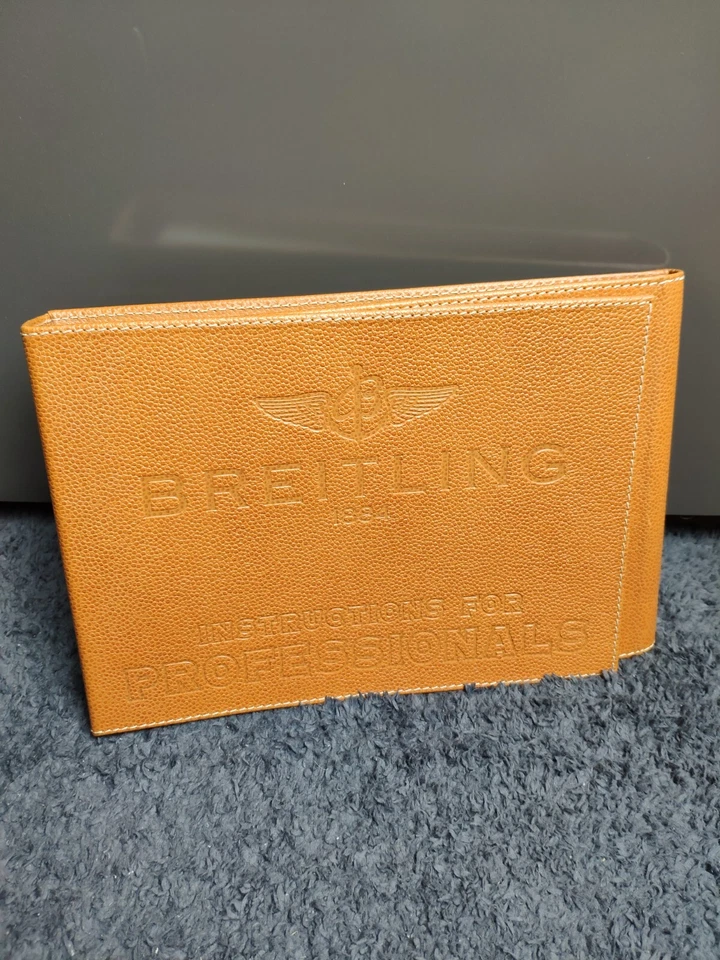 B
BREITLING
1884
INSTRUCTIONS FOR
PROFESSIONALS